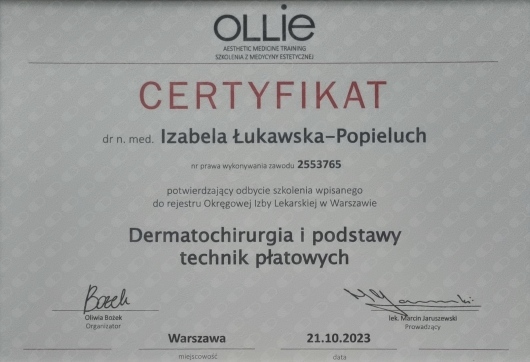 OLLIE
AESTHETIC MEDICINE TRAINING
SZKOLENIA Z MEDYCYNY ESTETYCZNEJ
CERTYFIKAT
dr n. med. Izabela Łukawska-Popieluch
nr prawa wykonywania zawodu 2553765
potwierdzający odbycie szkolenia wpisanego
do rejestru Okręgowej Izby Lekarskiej w Warszawie
Dermatochirurgia i podstawy
technik płatowych
Bożek
Oliwia Bożek
Organizator
lek. Marcin Jaruszewski
Prowadzący
Warszawa
miejscowość
21.10.2023
data